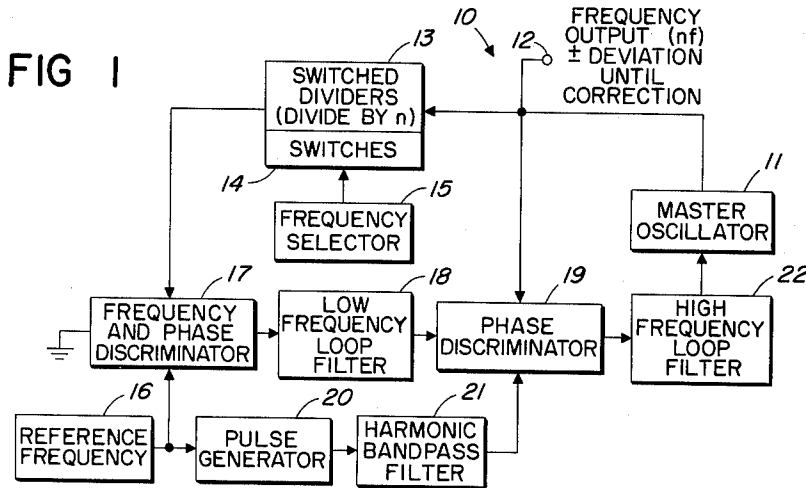 FIG 1
10
12
FREQUENCY
OUTPUT (nf)
± DEVIATION
UNTIL
CORRECTION
13
SWITCHED
DIVIDERS
(DIVIDE BY n)
SWITCHES
14
15
FREQUENCY
SELECTOR
11
MASTER
OSCILLATOR
17
FREQUENCY
AND PHASE
DISCRIMINATOR
18
LOW
FREQUENCY
LOOP
FILTER
19
PHASE
DISCRIMINATOR
22
HIGH
FREQUENCY
LOOP
FILTER
16
REFERENCE
FREQUENCY
20
PULSE
GENERATOR
21
HARMONIC
BANDPASS
FILTER